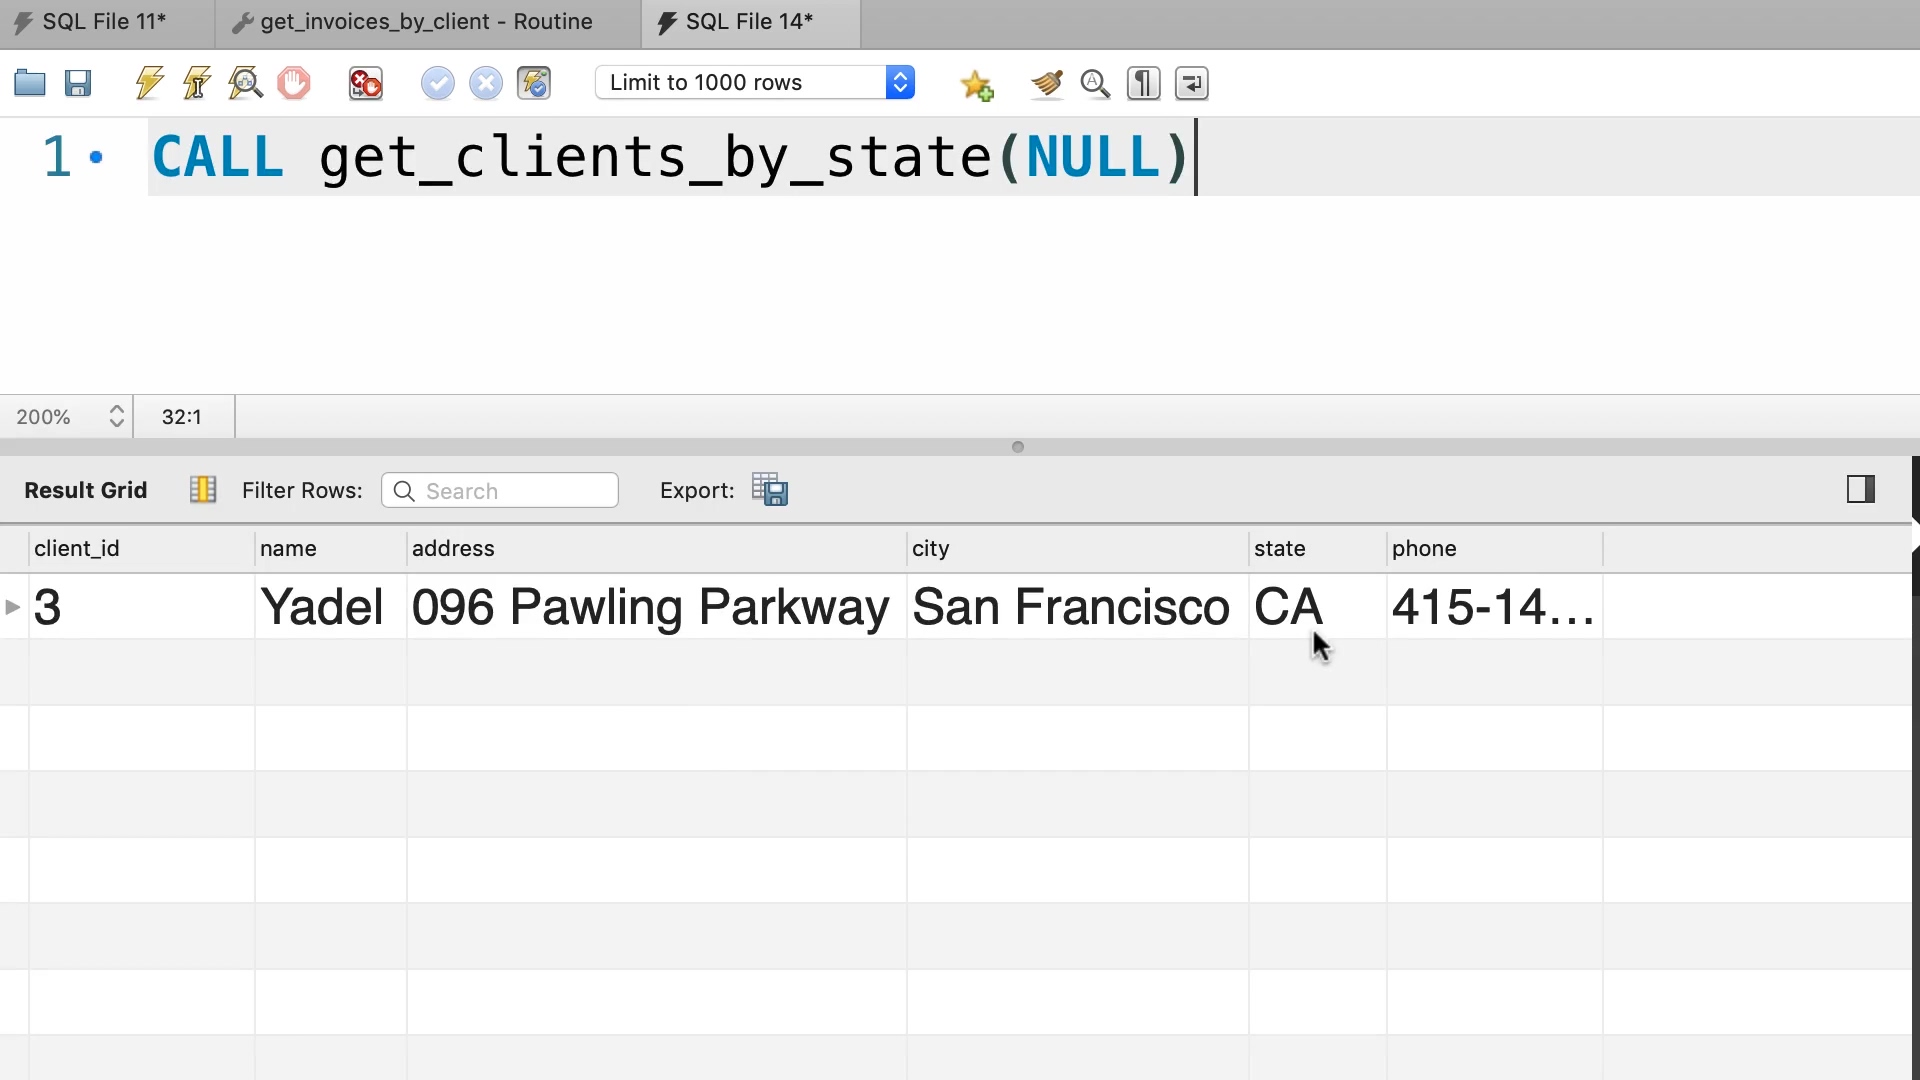 SQL File 11*
get_invoices_by_client - Routine
SQL File 14*
Limit to 1000 rows
1
CALL get_clients_by_state(NULL)
200%
32:1
Result Grid
Filter Rows:
Search
Export:
client_id name address city state phone
3 Yadel 096 Pawling Parkway San Francisco CA 415-14...